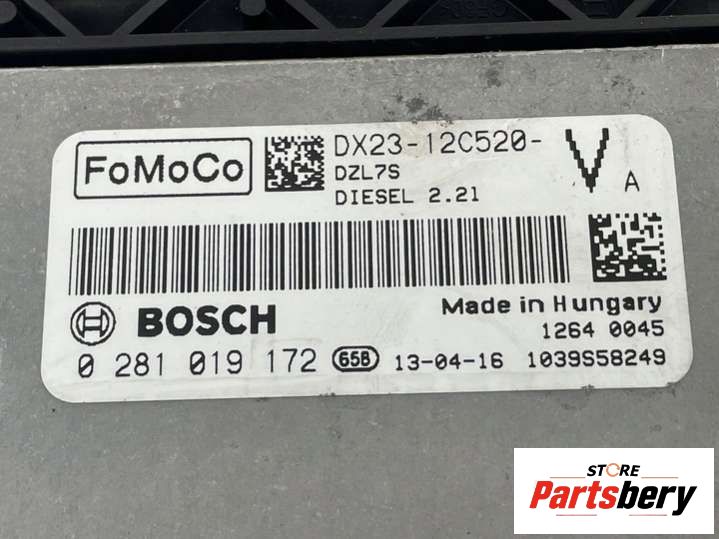 FoMoCo
DX23-12C520-
V
A
DZL7S
DIESEL 2.2l
BOSCH
Made in Hungary
1264 0045
0 281 019 172 65B 13-04-16 1039S58249
STORE
Partsbery